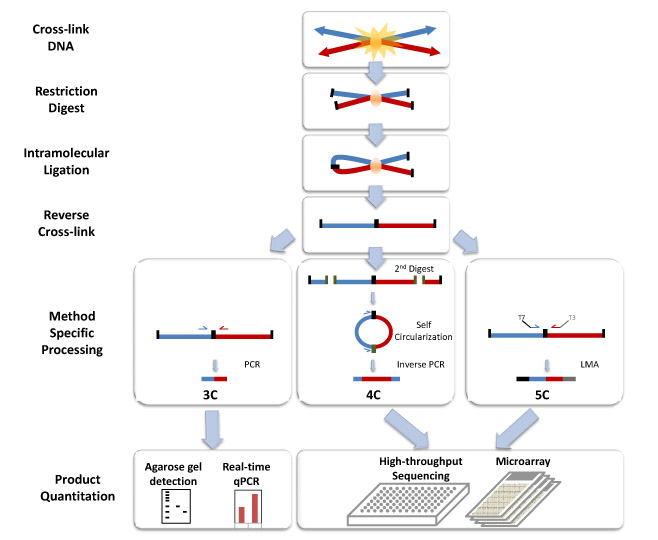 Cross-link
DNA
Restriction
Digest
Intramolecular
Ligation
Reverse
Cross-link
Method
Specific
Processing
PCR
3C
2nd Digest
Self
Circularization
Inverse PCR
4C
T7
T3
LMA
5C
Product
Quantitation
Agarose gel
detection
Real-time
qPCR
High-throughput
Sequencing
Microarray